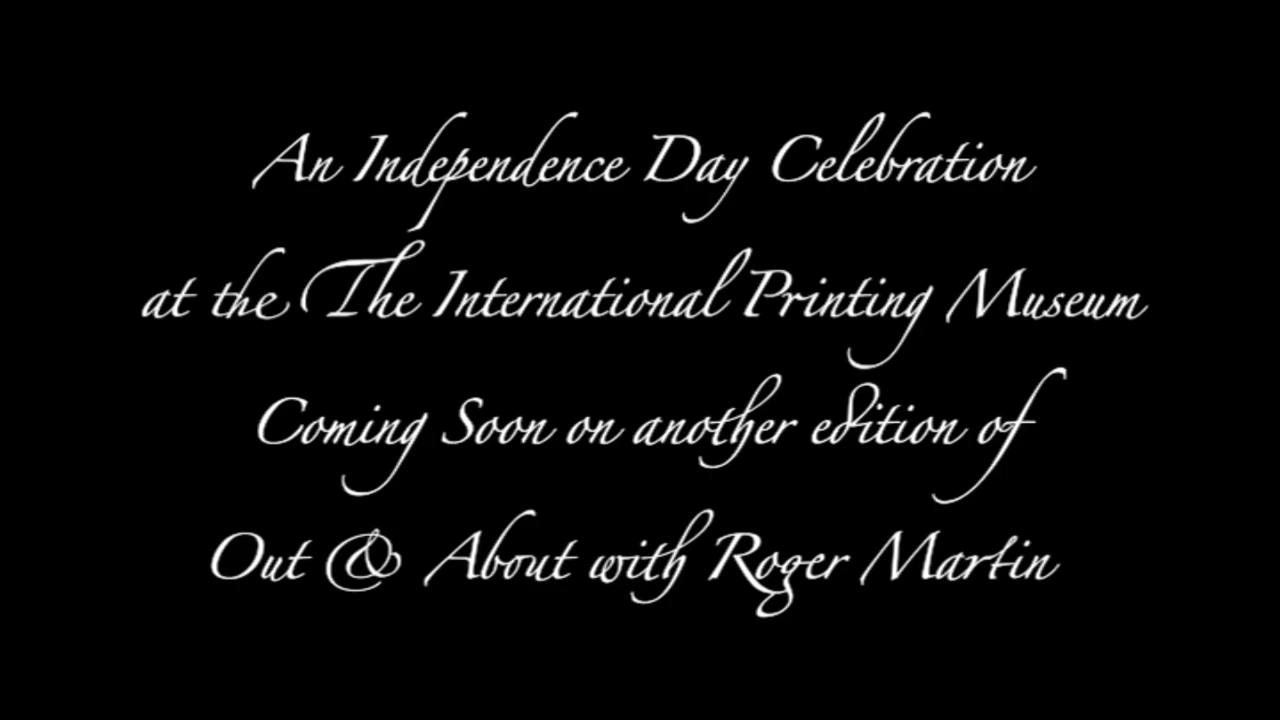 An Independence Day Celebration
at the The International Printing Museum
Coming Soon on another edition of
Out & About with Roger Martin